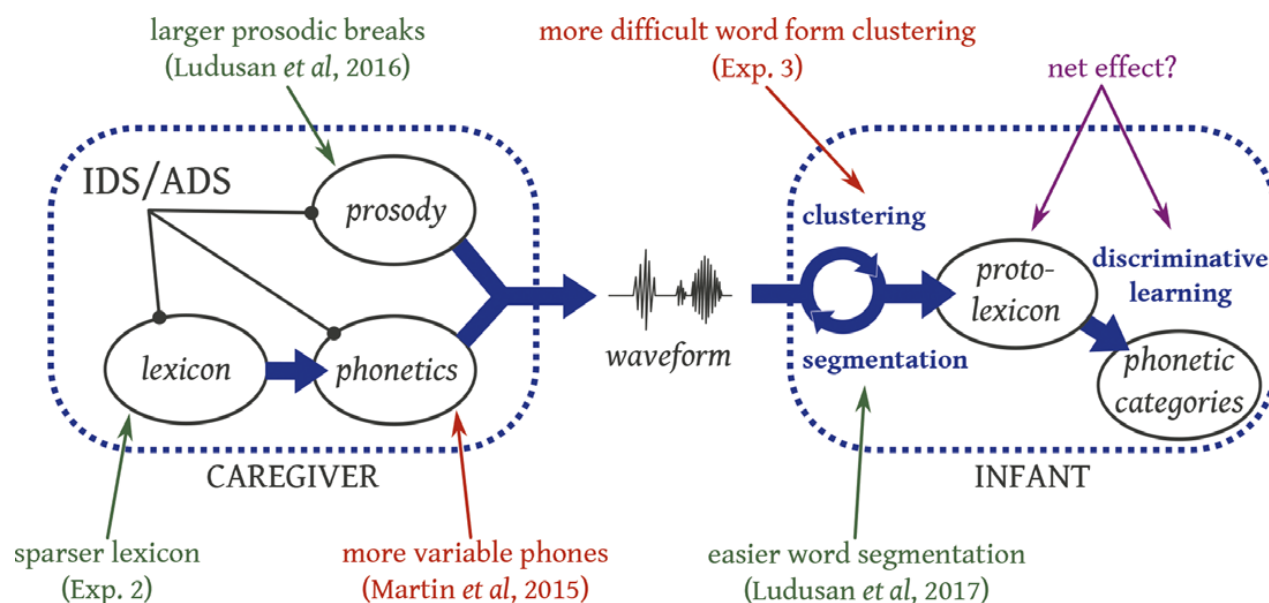 larger prosodic breaks
(Ludusan et al, 2016)
more difficult word form clustering
(Exp. 3)
net effect?
IDS/ADS
prosody
lexicon
phonetics
CAREGIVER
waveform
clustering
segmentation
proto-
lexicon
discriminative
learning
phonetic
categories
INFANT
sparser lexicon
(Exp. 2)
more variable phones
(Martin et al, 2015)
easier word segmentation
(Ludusan et al, 2017)